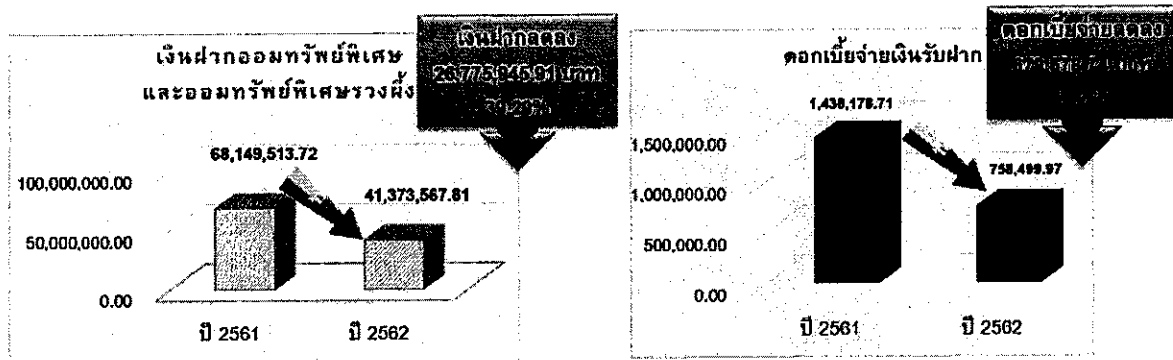 เงินฝากออมทรัพย์พิเศษ
และออมทรัพย์พิเศษรวงผึ้ง
เงินฝากลดลง
26,775,945.91 บาท
39.29%
68,149,513.72
41,373,567.81
100,000,000.00
50,000,000.00
0.00
ปี 2561
ปี 2562
ดอกเบี้ยจ่ายเงินรับฝาก
ดอกเบี้ยจ่ายลดลง
758,499.97
1,500,000.00
1,000,000.00
500,000.00
0.00
ปี 2561
ปี 2562